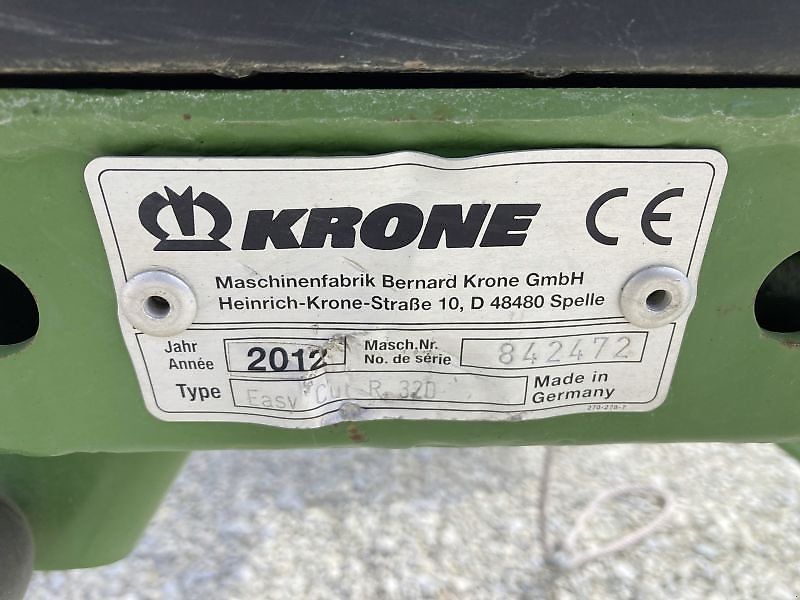 KRONE CE
Maschinenfabrik Bernard Krone GmbH
Heinrich-Krone-Straße 10, D 48480 Spelle
Jahr 2012 Masch.Nr. 842472
Année No. de série
Type Easy Cut R 320 Made in
Germany
270-228-7